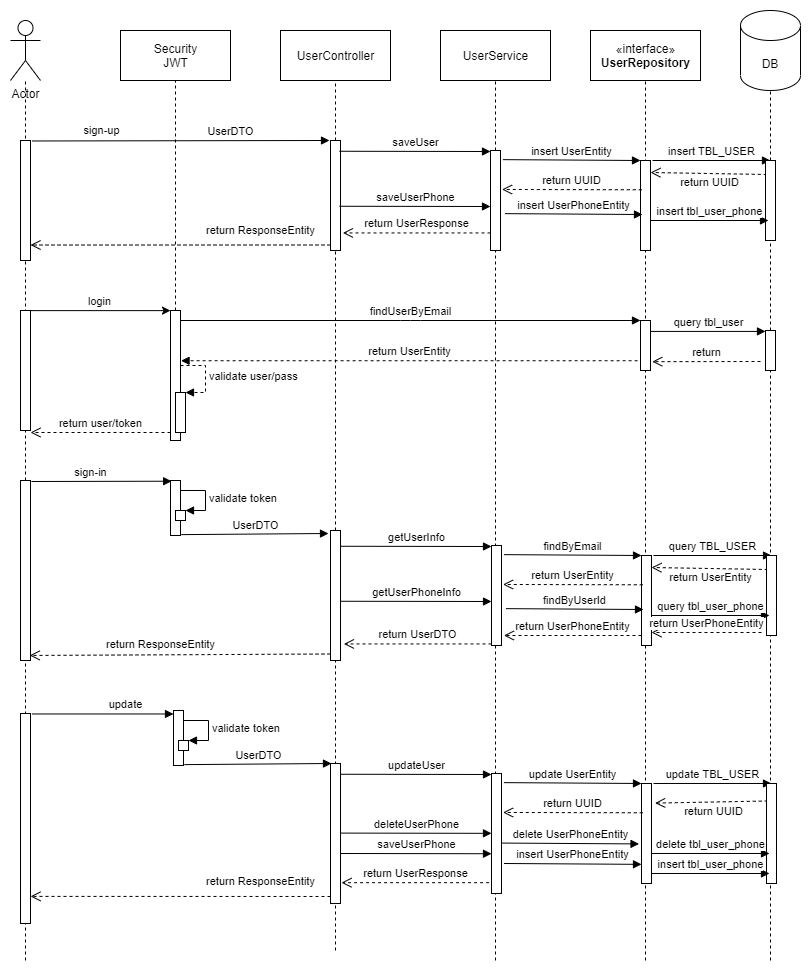 Security
JWT
UserController
UserService
«interface»
UserRepository
DB
Actor
sign-up
UserDTO
saveUser
insert UserEntity
insert TBL_USER
return UUID
return UUID
saveUserPhone
insert UserPhoneEntity
insert tbl_user_phone
return UserResponse
return ResponseEntity
login
findUserByEmail
query tbl_user
return UserEntity
return
validate user/pass
return user/token
sign-in
validate token
UserDTO
getUserInfo
findByEmail
query TBL_USER
return UserEntity
return UserEntity
getUserPhoneInfo
findByUserId
query tbl_user_phone
return UserPhoneEntity
return UserPhoneEntity
return UserDTO
return ResponseEntity
update
validate token
UserDTO
updateUser
update UserEntity
update TBL_USER
return UUID
return UUID
deleteUserPhone
delete UserPhoneEntity
delete tbl_user_phone
saveUserPhone
insert UserPhoneEntity
insert tbl_user_phone
return UserResponse
return ResponseEntity